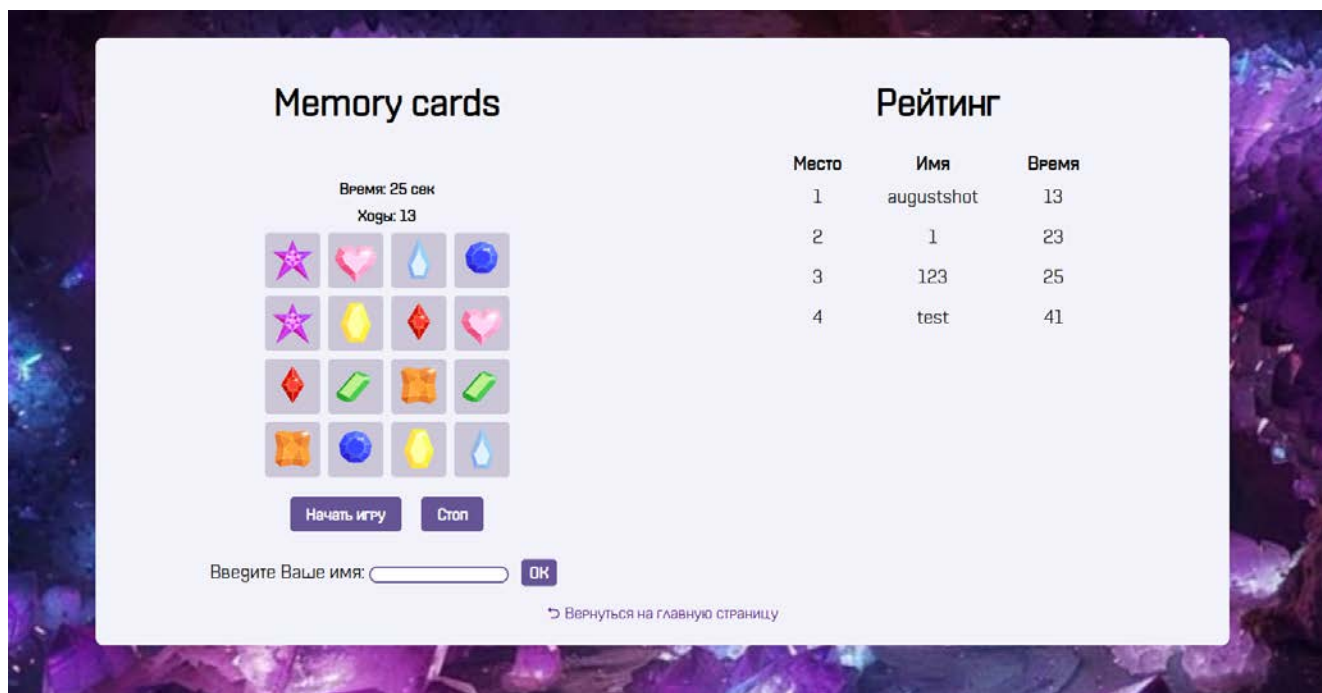 Memory cards
Время: 25 сек
Ходы: 13
Начать игру Стоп
Введите Ваше имя: ОК
Рейтинг
Место Имя Время
1 augustshot 13
2 1 23
3 123 25
4 test 41
Вернуться на главную страницу